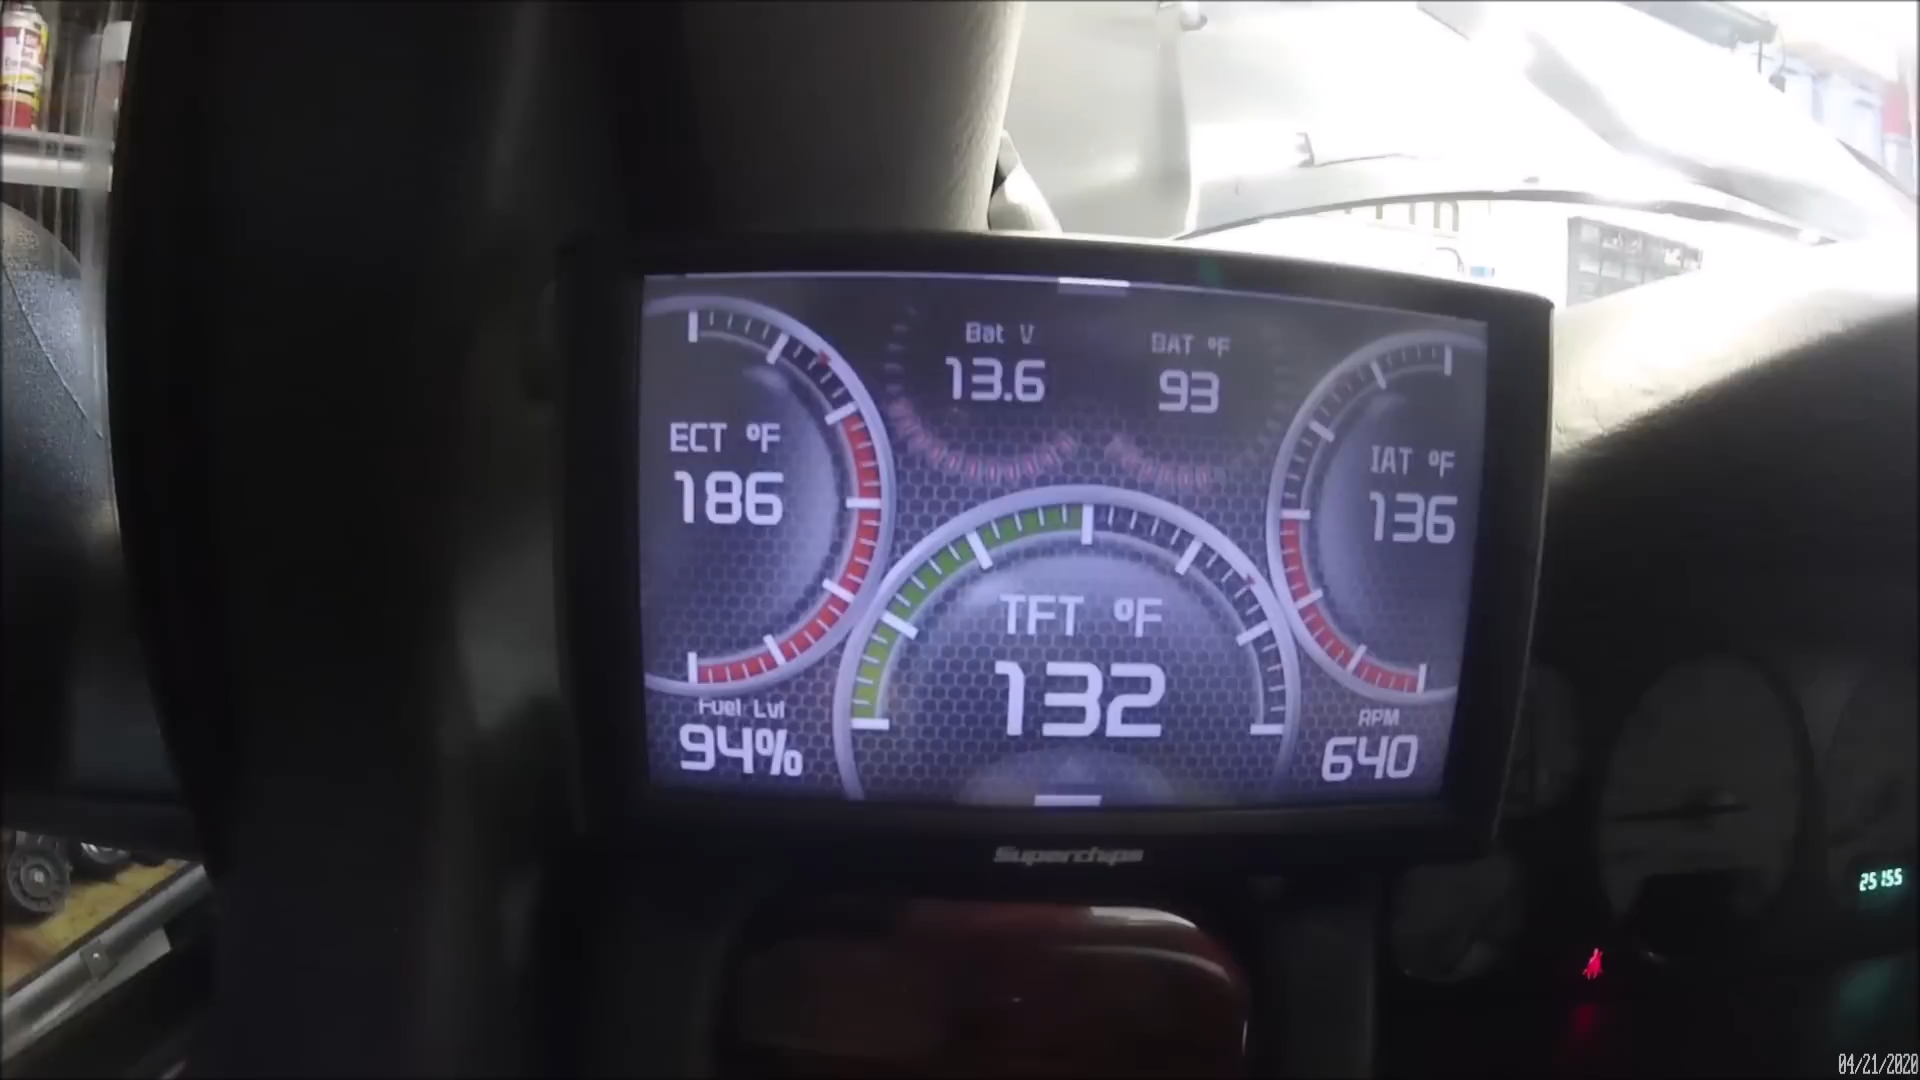 Bat V
13.6
BAT °F
93
ECT °F
186
IAT °F
136
TFT °F
132
Fuel Lvl
94%
RPM
640
Superchips
25155
04/21/2020